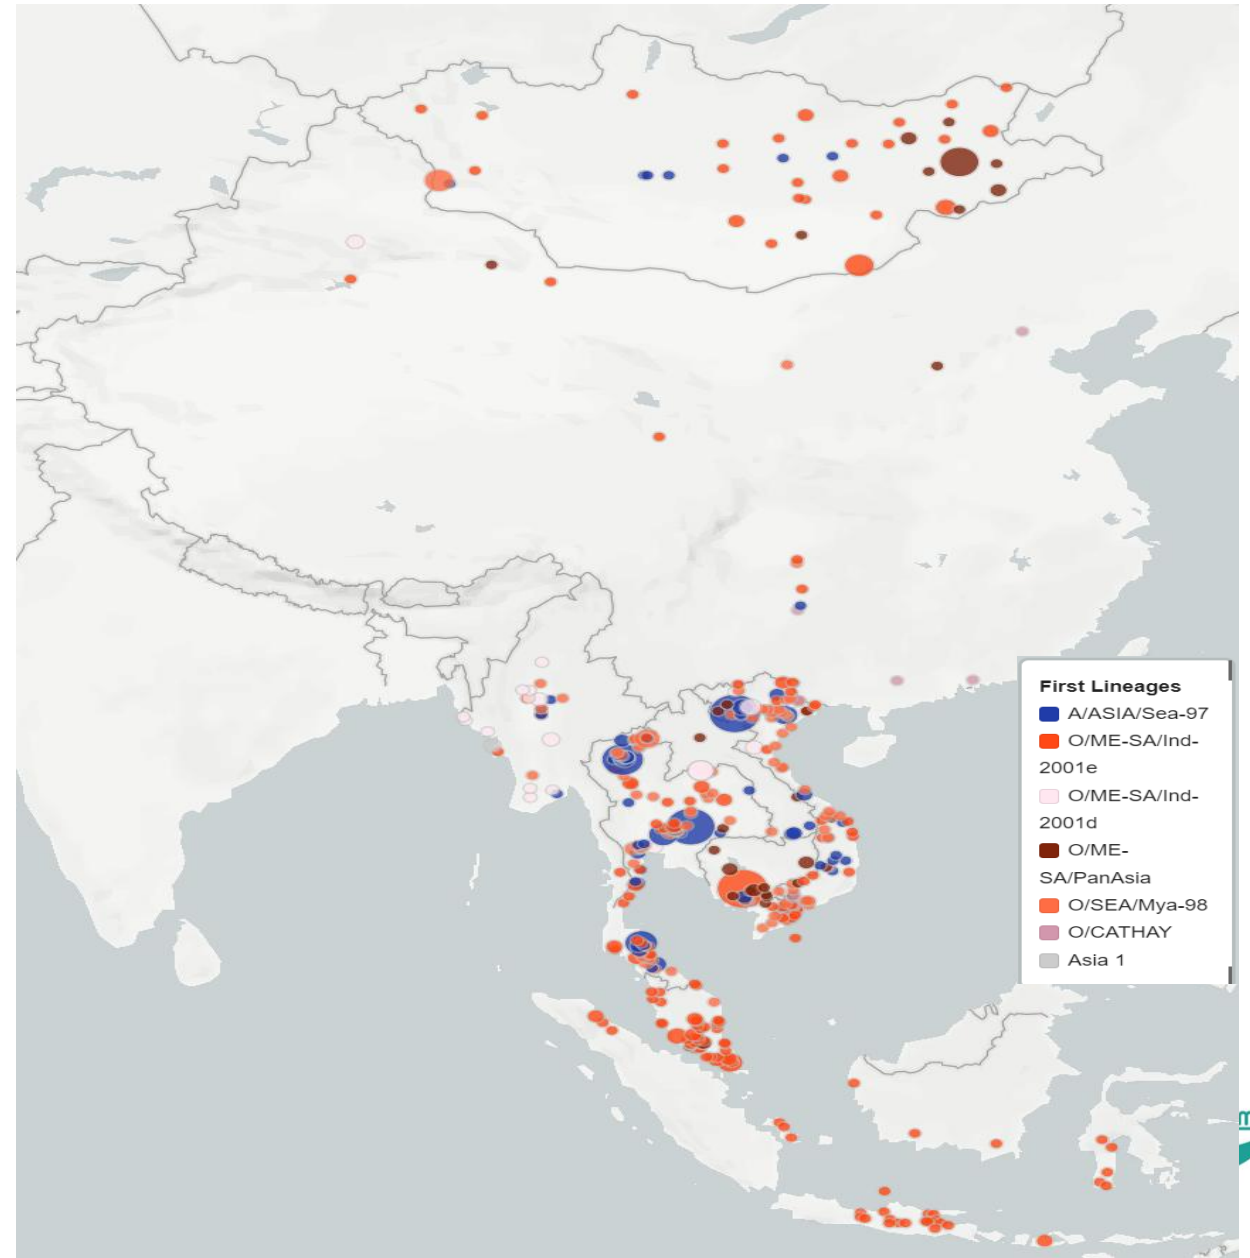 First Lineages
A/ASIA/Sea-97
O/ME-SA/Ind-
2001e
O/ME-SA/Ind-
2001d
O/ME-
SA/PanAsia
O/SEA/Mya-98
O/CATHAY
Asia 1